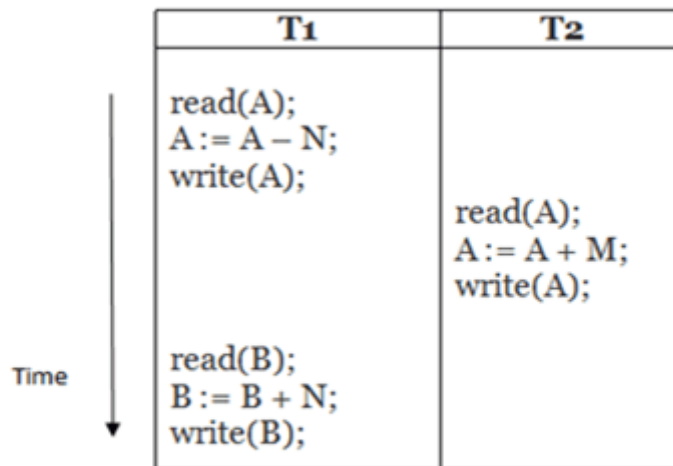 T1 T2
read(A);
A := A – N;
write(A);
read(A);
A := A + M;
write(A);
read(B);
B := B + N;
write(B);
Time